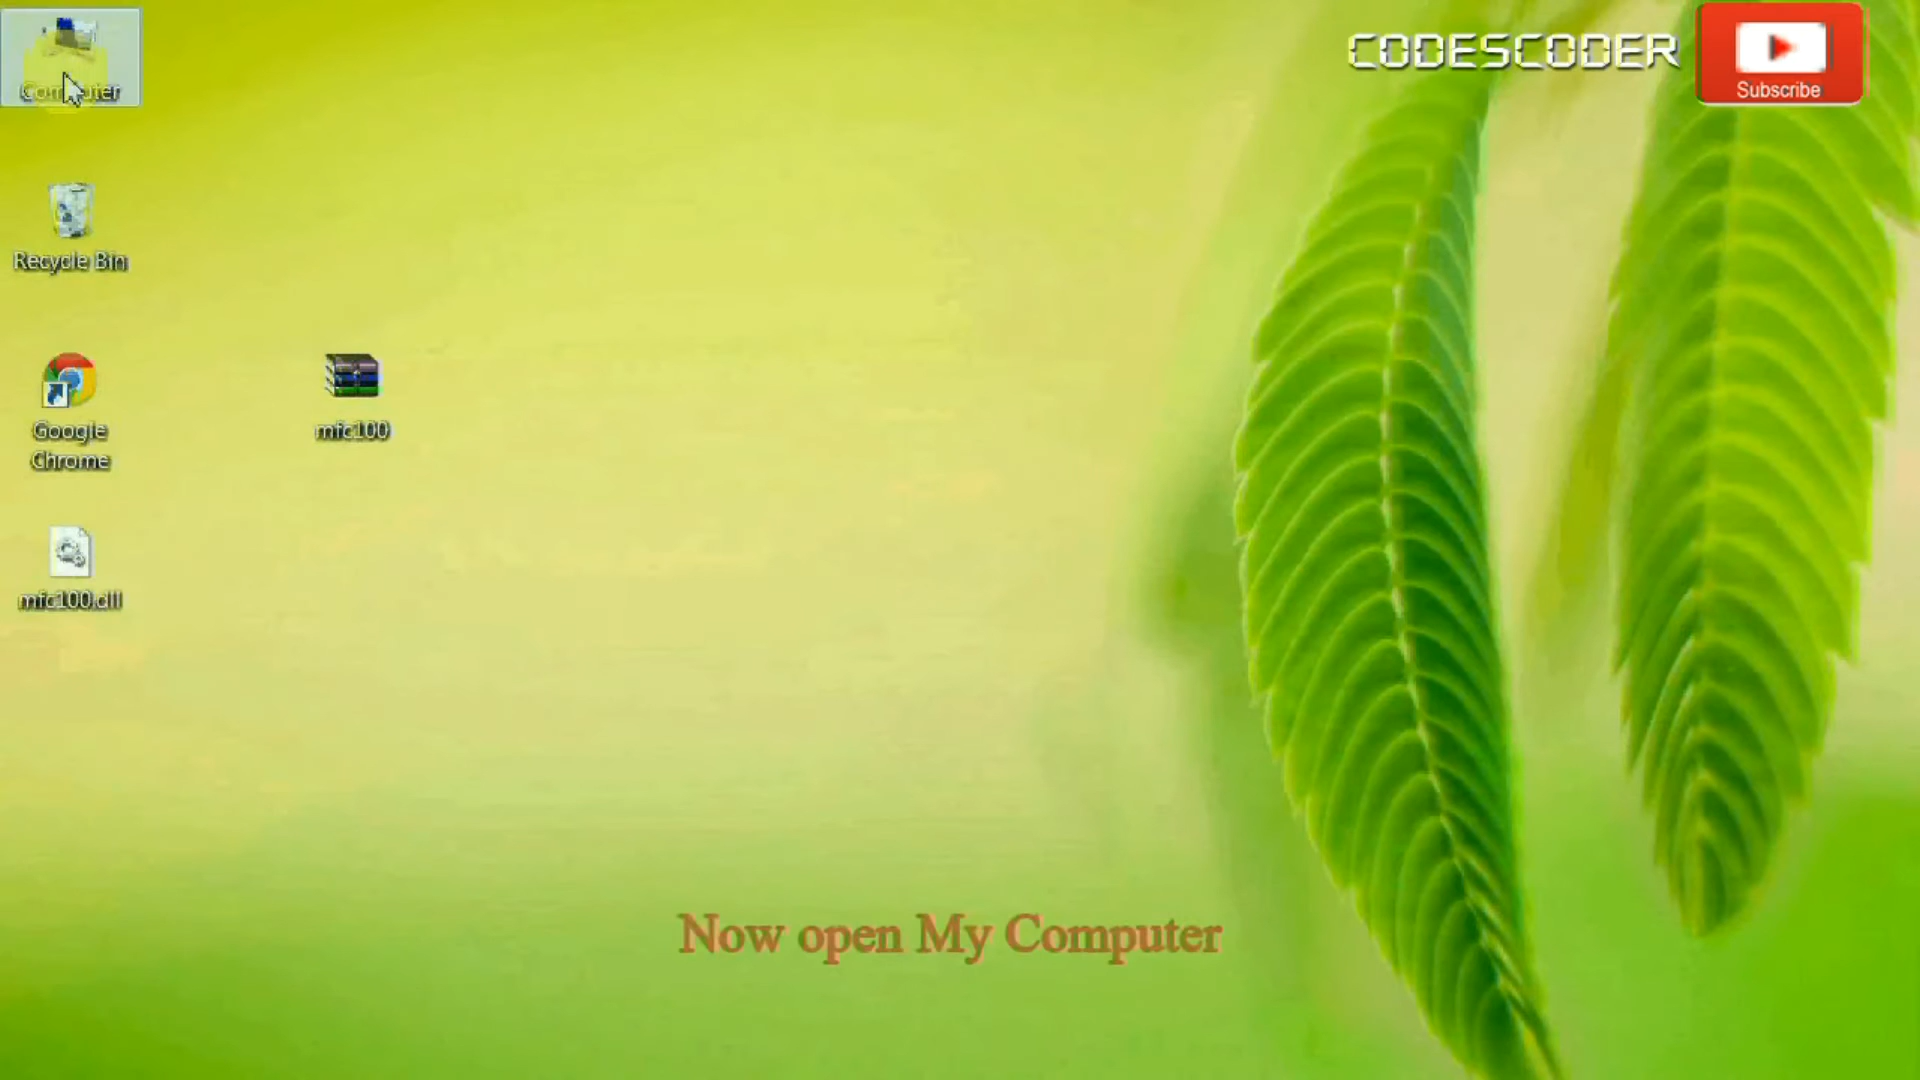 Computer
CODESCODER
Subscribe
Recycle Bin
Google
Chrome
mfc100
mfc100.dll
Now open My Computer